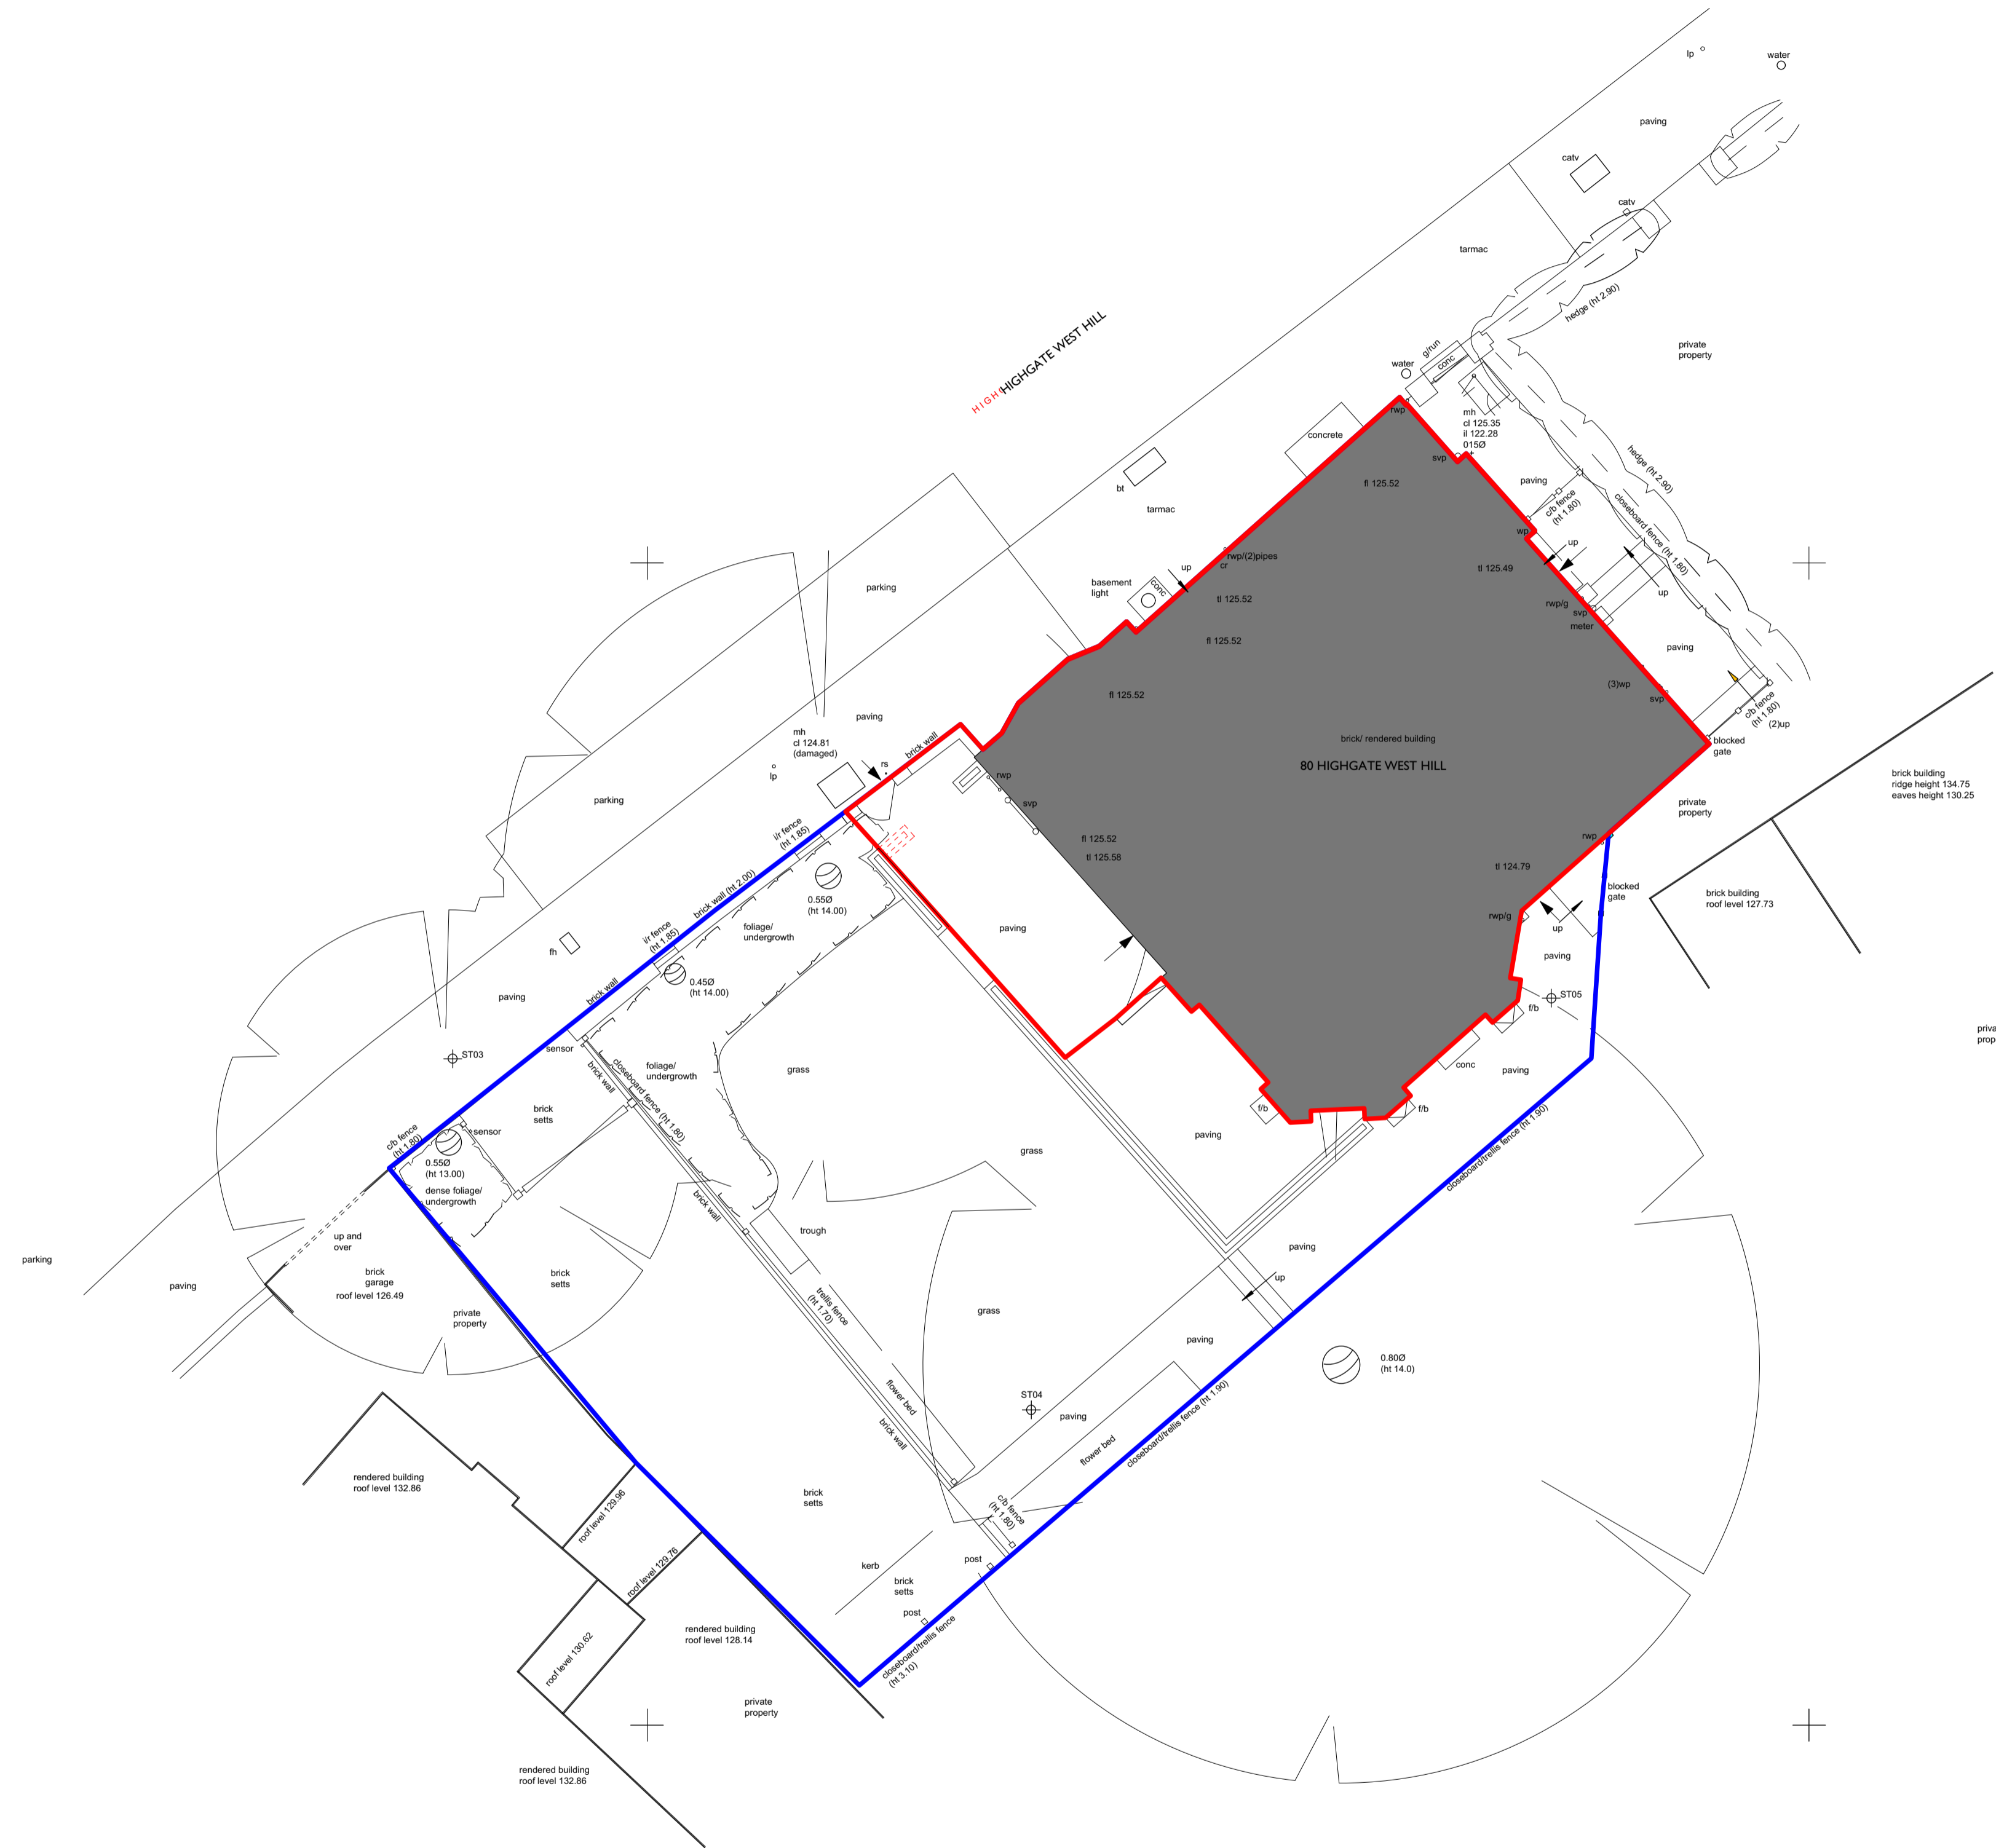 lp
water
paving
catv
catv
tarmac
hedge (ht 2.90)
HIGHGATE WEST HILL
private
property
g/run
conc
water
rwp
mh
cl 125.35
il 122.28
015Ø
concrete
svp
hedge (ht 2.90)
fl 125.52
paving
bt
c/b fence
(ht 1.80)
closeboard fence (ht 1.80)
tarmac
wp
up
rwp/(2)pipes
cr
up
tl 125.49
basement
light
conc
parking
up
tl 125.52
rwp/g
svp
meter
fl 125.52
paving
(3)wp
svp
fl 125.52
c/b fence
(ht 1.80)
(2)up
paving
mh
cl 124.81
(damaged)
brick wall
brick/ rendered building
blocked
gate
80 HIGHGATE WEST HILL
rs
lp
rwp
brick building
ridge height 134.75
eaves height 130.25
parking
svp
private
property
i/r fence
(ht 1.85)
fl 125.52
rwp
tl 125.58
tl 124.79
brick wall (ht 2.00)
0.55Ø
(ht 14.00)
blocked
gate
brick building
roof level 127.73
foliage/
undergrowth
i/r fence
(ht 1.85)
paving
rwp/g
up
fh
paving
brick wall
0.45Ø
(ht 14.00)
paving
ST05
f/b
priva
prop
ST03
sensor
brick wall
closeboard fence (ht 1.80)
foliage/
undergrowth
grass
conc
paving
brick
setts
f/b
f/b
closeboard/trellis fence (ht 1.90)
c/b fence
(ht 1.80)
sensor
paving
grass
0.55Ø
(ht 13.00)
dense foliage/
undergrowth
brick wall
up and
over
trough
paving
parking
paving
brick
garage
roof level 126.49
brick
setts
up
trellis fence
(ht 1.70)
private
property
grass
paving
0.80Ø
(ht 14.0)
flower bed
ST04
paving
closeboard/trellis fence (ht 1.90)
brick wall
flower bed
rendered building
roof level 132.86
brick
setts
c/b fence
(ht 1.80)
roof level 129.96
kerb
post
roof level 129.76
brick
setts
post
rendered building
roof level 128.14
closeboard/trellis fence
(ht 3.10)
roof level 130.62
private
property
rendered building
roof level 132.86